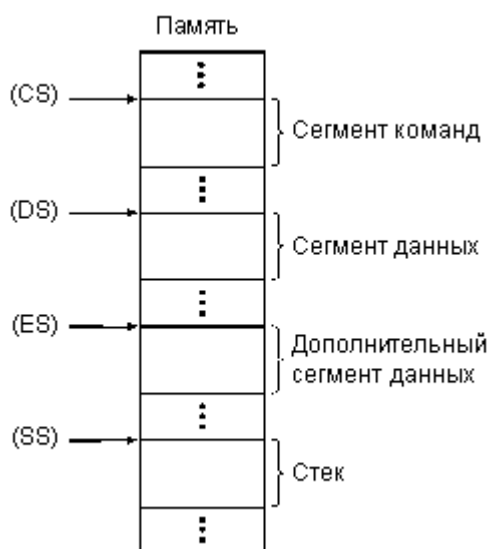 Память
(CS)
Сегмент команд
(DS)
Сегмент данных
(ES)
Дополнительный
сегмент данных
(SS)
Стек